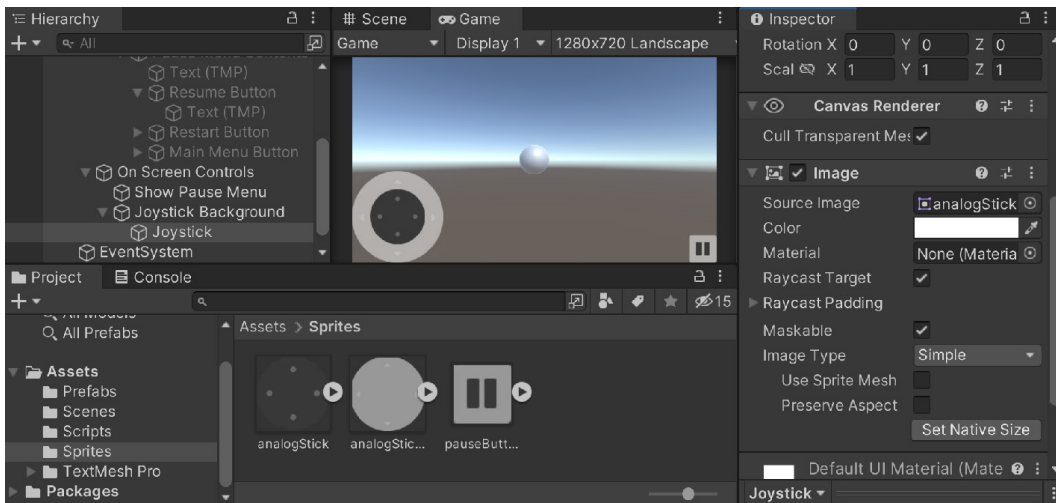 Hierarchy
All
Text (TMP)
Resume Button
Text (TMP)
Restart Button
Main Menu Button
On Screen Controls
Show Pause Menu
Joystick Background
Joystick
EventSystem
# Scene
Game
Game
Display 1
1280x720 Landscape
Inspector
Rotation X 0 Y 0 Z 0
Scal X 1 Y 1 Z 1
Canvas Renderer
Cull Transparent Mes
Image
Source Image analogStick
Color
Material None (Materia
Raycast Target
Raycast Padding
Maskable
Image Type Simple
Use Sprite Mesh
Preserve Aspect
Set Native Size
Default UI Material (Mate
Joystick
Project
Console
15
All Prefabs
Assets
Prefabs
Scenes
Scripts
Sprites
TextMesh Pro
Packages
Assets > Sprites
analogStick
analogStic...
pauseButt...